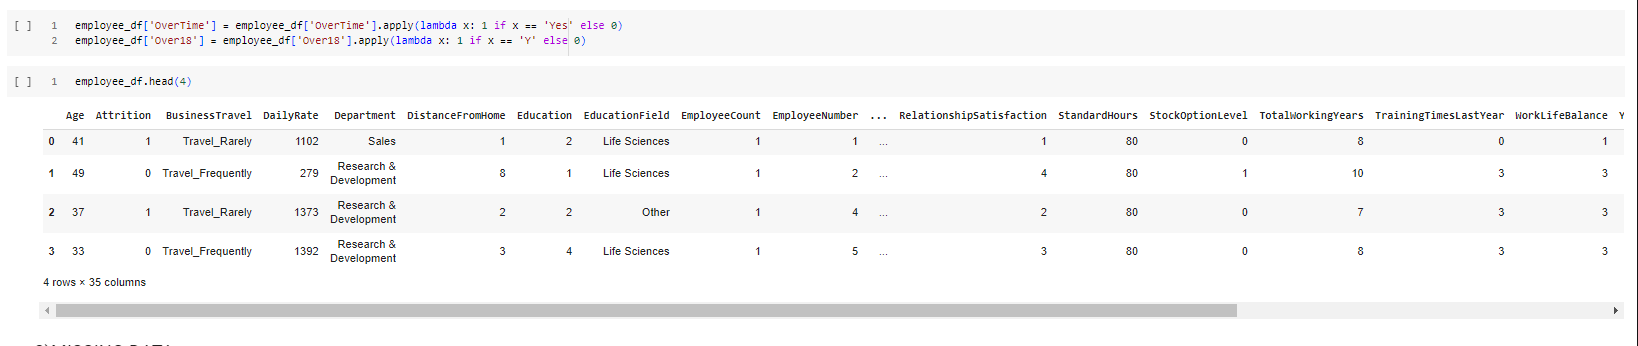 [ ] 1 employee_df['OverTime'] = employee_df['OverTime'].apply(lambda x: 1 if x == 'Yes' else 0)
2 employee_df['Over18'] = employee_df['Over18'].apply(lambda x: 1 if x == 'Y' else 0)
[ ] 1 employee_df.head(4)
Age Attrition BusinessTravel DailyRate Department DistanceFromHome Education EducationField EmployeeCount EmployeeNumber ... RelationshipSatisfaction StandardHours StockOptionLevel TotalWorkingYears TrainingTimesLastYear WorkLifeBalance Y
0 41 1 Travel_Rarely 1102 Sales 1 2 Life Sciences 1 1 ... 1 80 0 8 0 1
1 49 0 Travel_Frequently 279 Research & Development 8 1 Life Sciences 1 2 ... 4 80 1 10 3 3
2 37 1 Travel_Rarely 1373 Research & Development 2 2 Other 1 4 ... 2 80 0 7 3 3
3 33 0 Travel_Frequently 1392 Research & Development 3 4 Life Sciences 1 5 ... 3 80 0 8 3 3
4 rows × 35 columns